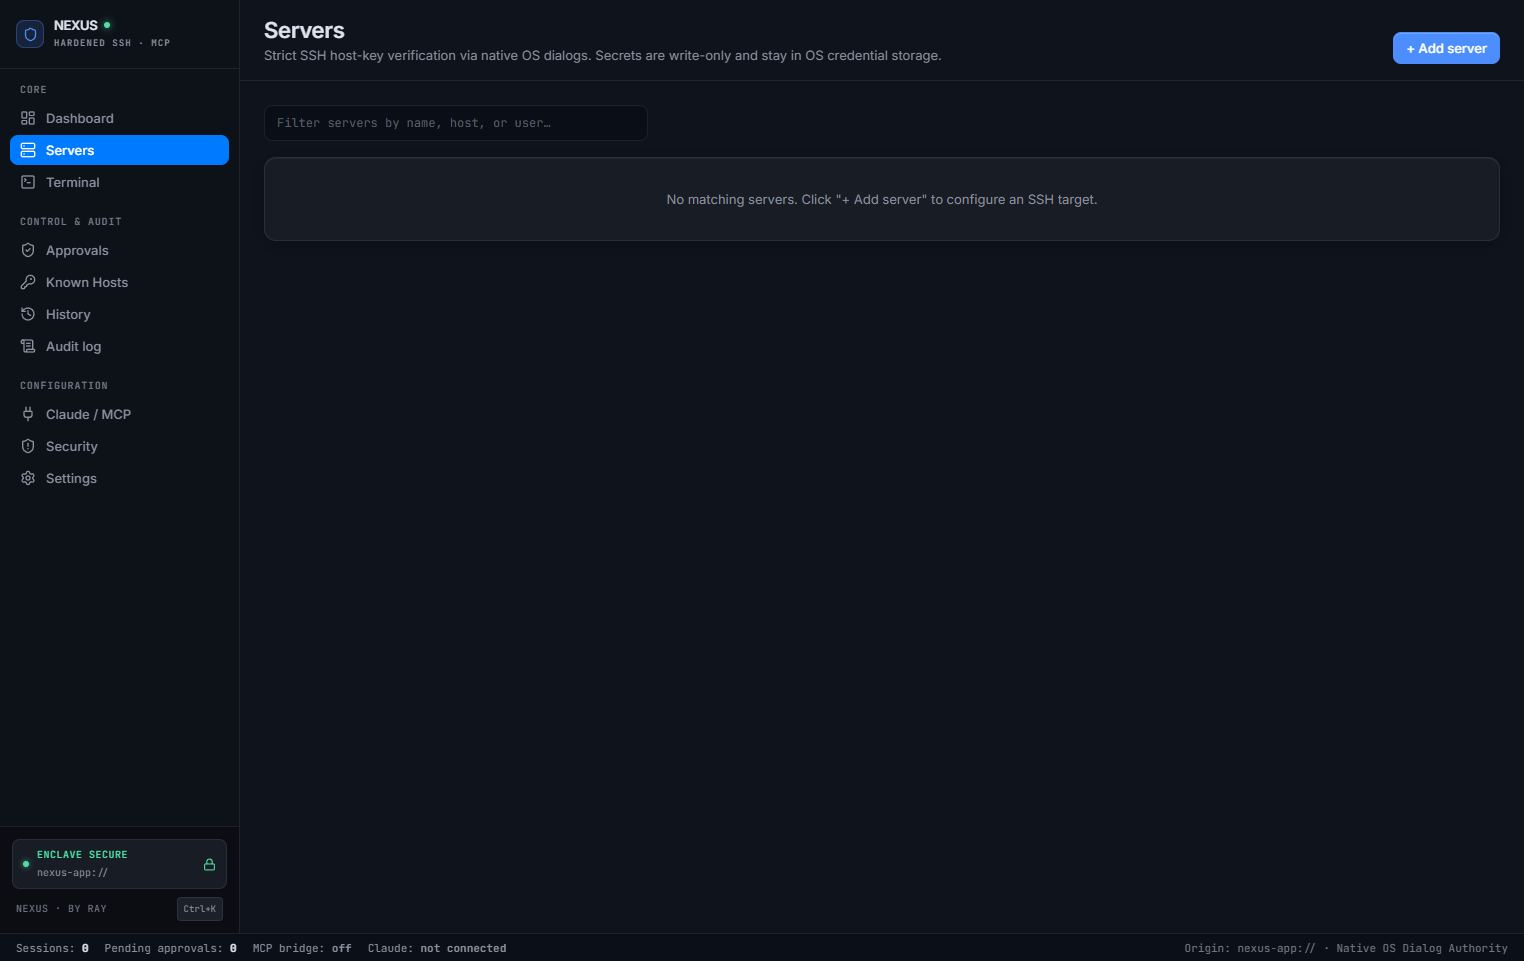 NEXUS
HARDENED SSH · MCP
CORE
Dashboard
Servers
Terminal
CONTROL & AUDIT
Approvals
Known Hosts
History
Audit log
CONFIGURATION
Claude / MCP
Security
Settings
ENCLAVE SECURE
nexus-app://
NEXUS · BY RAY
Ctrl+K
Servers
Strict SSH host-key verification via native OS dialogs. Secrets are write-only and stay in OS credential storage.
+ Add server
Filter servers by name, host, or user…
No matching servers. Click "+ Add server" to configure an SSH target.
Sessions: 0 Pending approvals: 0 MCP bridge: off Claude: not connected
Origin: nexus-app:// · Native OS Dialog Authority